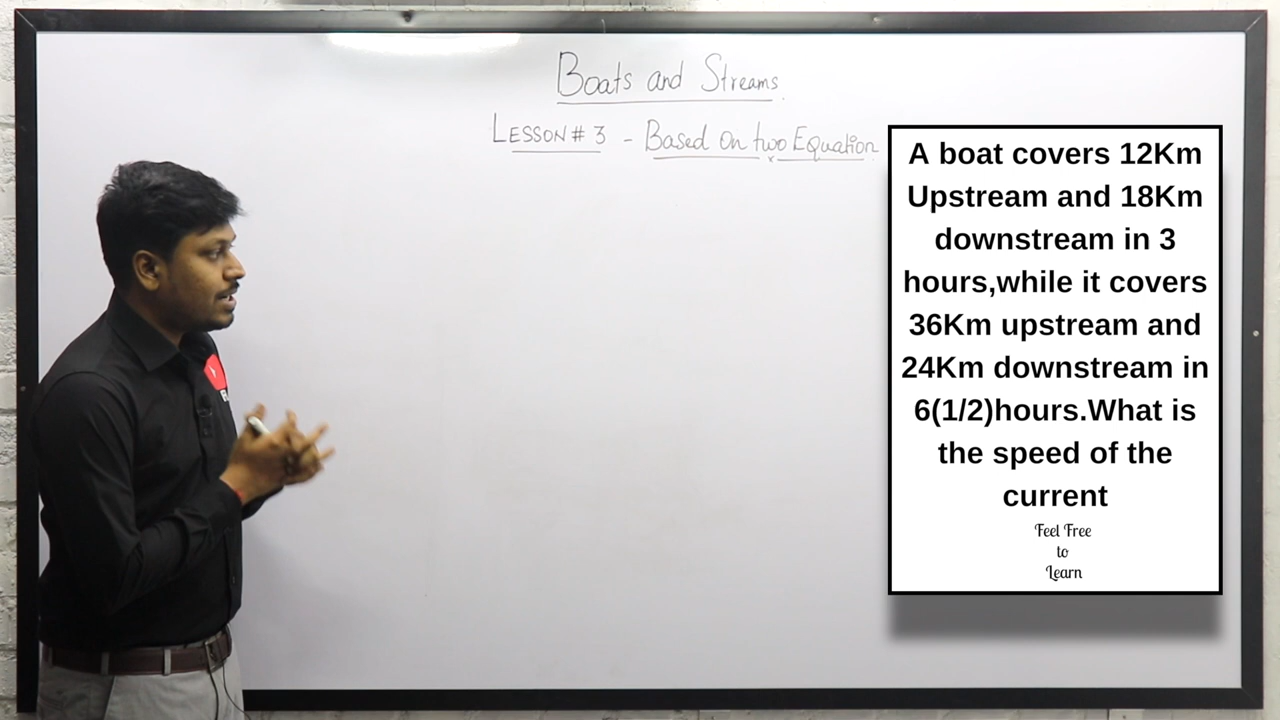 Boats and Streams
LESSON # 3 - Based on two Equation
A boat covers 12Km
Upstream and 18Km
downstream in 3
hours,while it covers
36Km upstream and
24Km downstream in
6(1/2)hours.What is
the speed of the
current
Feel Free
to
Learn